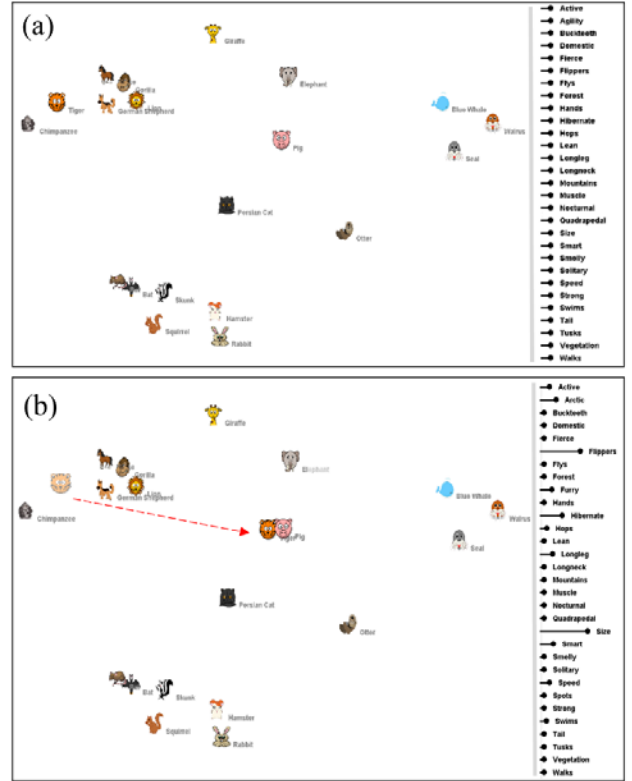 (a)
Giraffe
Elephant
Gorilla
Tiger
Lion
German Shepherd
Chimpanzee
Blue Whale
Walrus
Seal
Pig
Persian Cat
Otter
Bat
Skunk
Hamster
Squirrel
Rabbit
Active
Agility
Bucktooth
Domestic
Fierce
Flippers
Flys
Forest
Hands
Hibernate
Hops
Lean
Longleg
Longneck
Mountains
Muscle
Nocturnal
Quadrapedal
Size
Smart
Smelly
Solitary
Speed
Strong
Swims
Tail
Tusks
Vegetation
Walks
(b)
Giraffe
Elephant
Gorilla
Lion
German Shepherd
Chimpanzee
Blue Whale
Walrus
Seal
Tiger
Pig
Persian Cat
Otter
Bat
Skunk
Hamster
Squirrel
Rabbit
Active
Arctic
Buckteeth
Domestic
Fierce
Flippers
Flys
Forest
Furry
Hands
Hibernate
Hops
Lean
Longleg
Longneck
Mountains
Muscle
Nocturnal
Quadrapedal
Size
Smart
Smelly
Solitary
Speed
Spots
Strong
Swims
Tail
Tusks
Vegetation
Walks